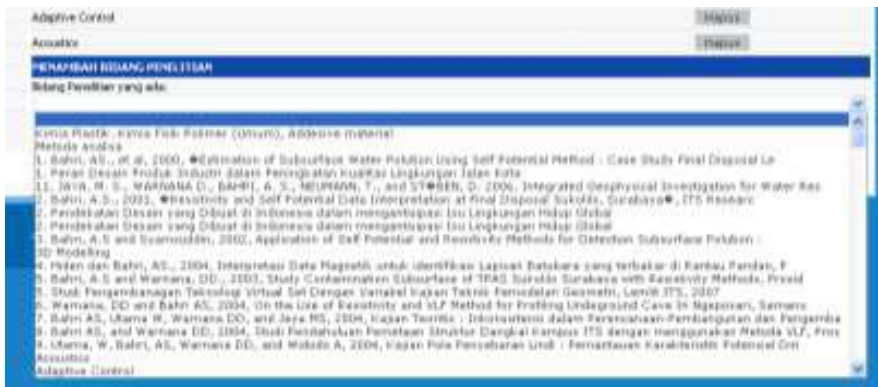 Adaptive Control
Hapus
Acoustics
Hapus
MENAMBAH BIDANG PENELITIAN
Bidang Penelitian yang ada:
Kimia Plastik, Kimia Fisik Polimer (umum), Addesive material
Metoda analisa
1. Bahri, AS., et al, 2000, �Estimation of Subsurface Water Polution Using Self Potential Method : Case Studi Final Disposal Le
1. Peran Desain Produk Industri dalam Peningkatan Kualitas Lingkungan Jalan Kota
11. JAYA, M. S., WARNANA D., BAHRI, A. S., NEUMANN, T., and ST�BEN, D. 2006, Integrated Geophysical Investigation for Water Res
2. Bahri, A.S., 2001, �Resistivity and Self Potential Data Interpretation at Final Disposal Sukolilo, Surabaya�, ITS Researc
2. Pendekatan Desain yang Dibuat di Indonesia dalam mengantisipasi Isu Lingkungan Hidup Global
2. Pendekatan Desain yang Dibuat di Indonesia dalam mengantisipasi Isu Lingkungan Hidup Global
3. Bahri, A.S and Syamsuddin, 2002, Application of Self Potential and Resistivity Methods for Detection Subsurface Polution :
3D Modelling
4. Hiden dan Bahri, AS., 2004, Interpretasi Data Magnetik untuk identifikasi Lapisan Batubara yang terbakar di Rantau Pandan,
5. Bahri, A.S and Warnana, DD., 2003, Study Contamination Subsurface of TPAS Sukolilo Surabaya with Resistivity Methods, Prosid
5. Studi Pengembanagan Teknologi Virtual Set Dengan Variabel Kajian Teknik Pemodelan Geometri, Lemlit ITS, 2007
6. Warnana, DD and Bahri AS, 2004, On the Use of Resistivity and VLF Method for Profiling Undaground Cave in Ngeposari, Semanu
7. Bahri AS, Utama W, Warnana DD, and Jaya MS, 2004, Kajian Teoritis : Inkonsistensi dalam Perencanaan-Pembangunan dan Pengemba
8. Bahri AS, and Warnana DD, 2004, Studi Pendahuluan Pemetaan Struktur Dangkal Kampus ITS dengan menggunakan Metoda VLF, Pros
9. Utama, W, Bahri, AS, Warnana DD, and Widodo A, 2004, Kajian Pola Penyebaran Lindi : Pemantauan Karakteristik Potensial Diri
Acoustics
Adaptive Control